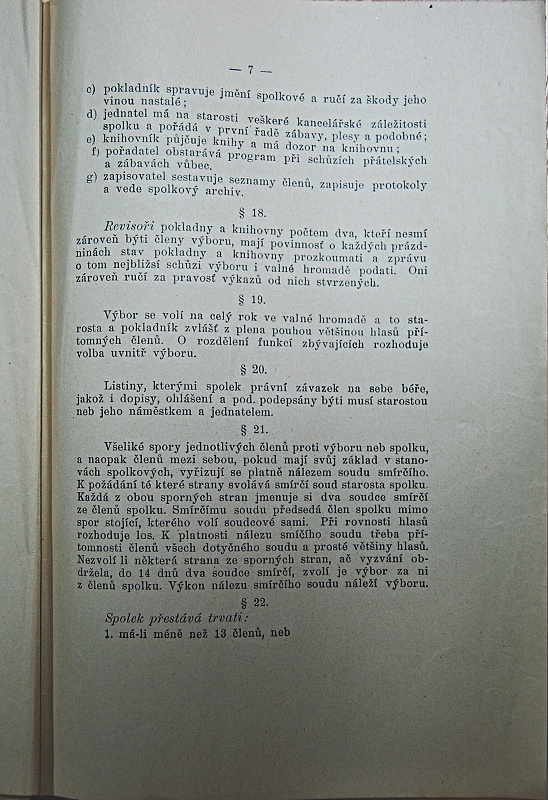 — 7 —
c) pokladník spravuje jmění spolkové a ručí za škody jeho
vinou nastalé;
d) jednatel má na starosti veškeré kancelářské záležitosti
spolku a pořádá v první řadě zábavy, plesy a podobné;
e) knihovník půjčuje knihy a má dozor na knihovnu;
f) pořadatel obstarává program při schůzích přátelských
a zábavách vůbec.
g) zapisovatel sestavuje seznamy členů, zapisuje protokoly
a vede spolkový archiv.
§ 18.
Revisoři pokladny a knihovny počtem dva, kteří nesmí
zároveň býti členy výboru, mají povinnosť o každých prázd-
ninách stav pokladny a knihovny prozkoumati a zprávu
o tom nejbližsí schůzi výboru i valné hromadě podati. Oni
zároveň ručí za pravosť výkazů od nich stvrzených.
§ 19.
Výbor se volí na celý rok ve valné hromadě a to sta-
rosta a pokladník zvlášť z plena pouhou většinou hlasů pří-
tomných členů. O rozdělení funkcí zbývajících rozhoduje
volba uvnitř výboru.
§ 20.
Listiny, kterými spolek právní závazek na sebe béře,
jakož i dopisy, ohlášení a pod. podepsány býti musí starostou
neb jeho náměstkem a jednatelem.
§ 21.
Všeliké spory jednotlivých členů proti výboru neb spolku,
a naopak členů mezi sebou, pokud mají svůj základ v stano-
vách spolkových, vyřizují se platně nálezem soudu smírčího.
K požádání té které strany svolává smírčí soud starosta spolku.
Každá z obou sporných stran jmenuje si dva soudce smírčí
ze členů spolku. Smírčímu soudu předsedá člen spolku mimo
spor stojící, kterého volí soudcové sami. Při rovnosti hlasů
rozhoduje los. K platnosti nálezu smíčího soudu třeba pří-
tomnosti členů všech dotyčného soudu a prosté většiny hlasů.
Nezvolí li některá strana ze sporných stran, ač vyzvání ob-
držela, do 14 dnů dva soudce smírčí, zvolí je výbor za ni
z členů spolku. Výkon nálezu smírčího soudu náleží výboru.
§ 22.
Spolek přestává trvati:
1. má-li méně než 13 členů, neb